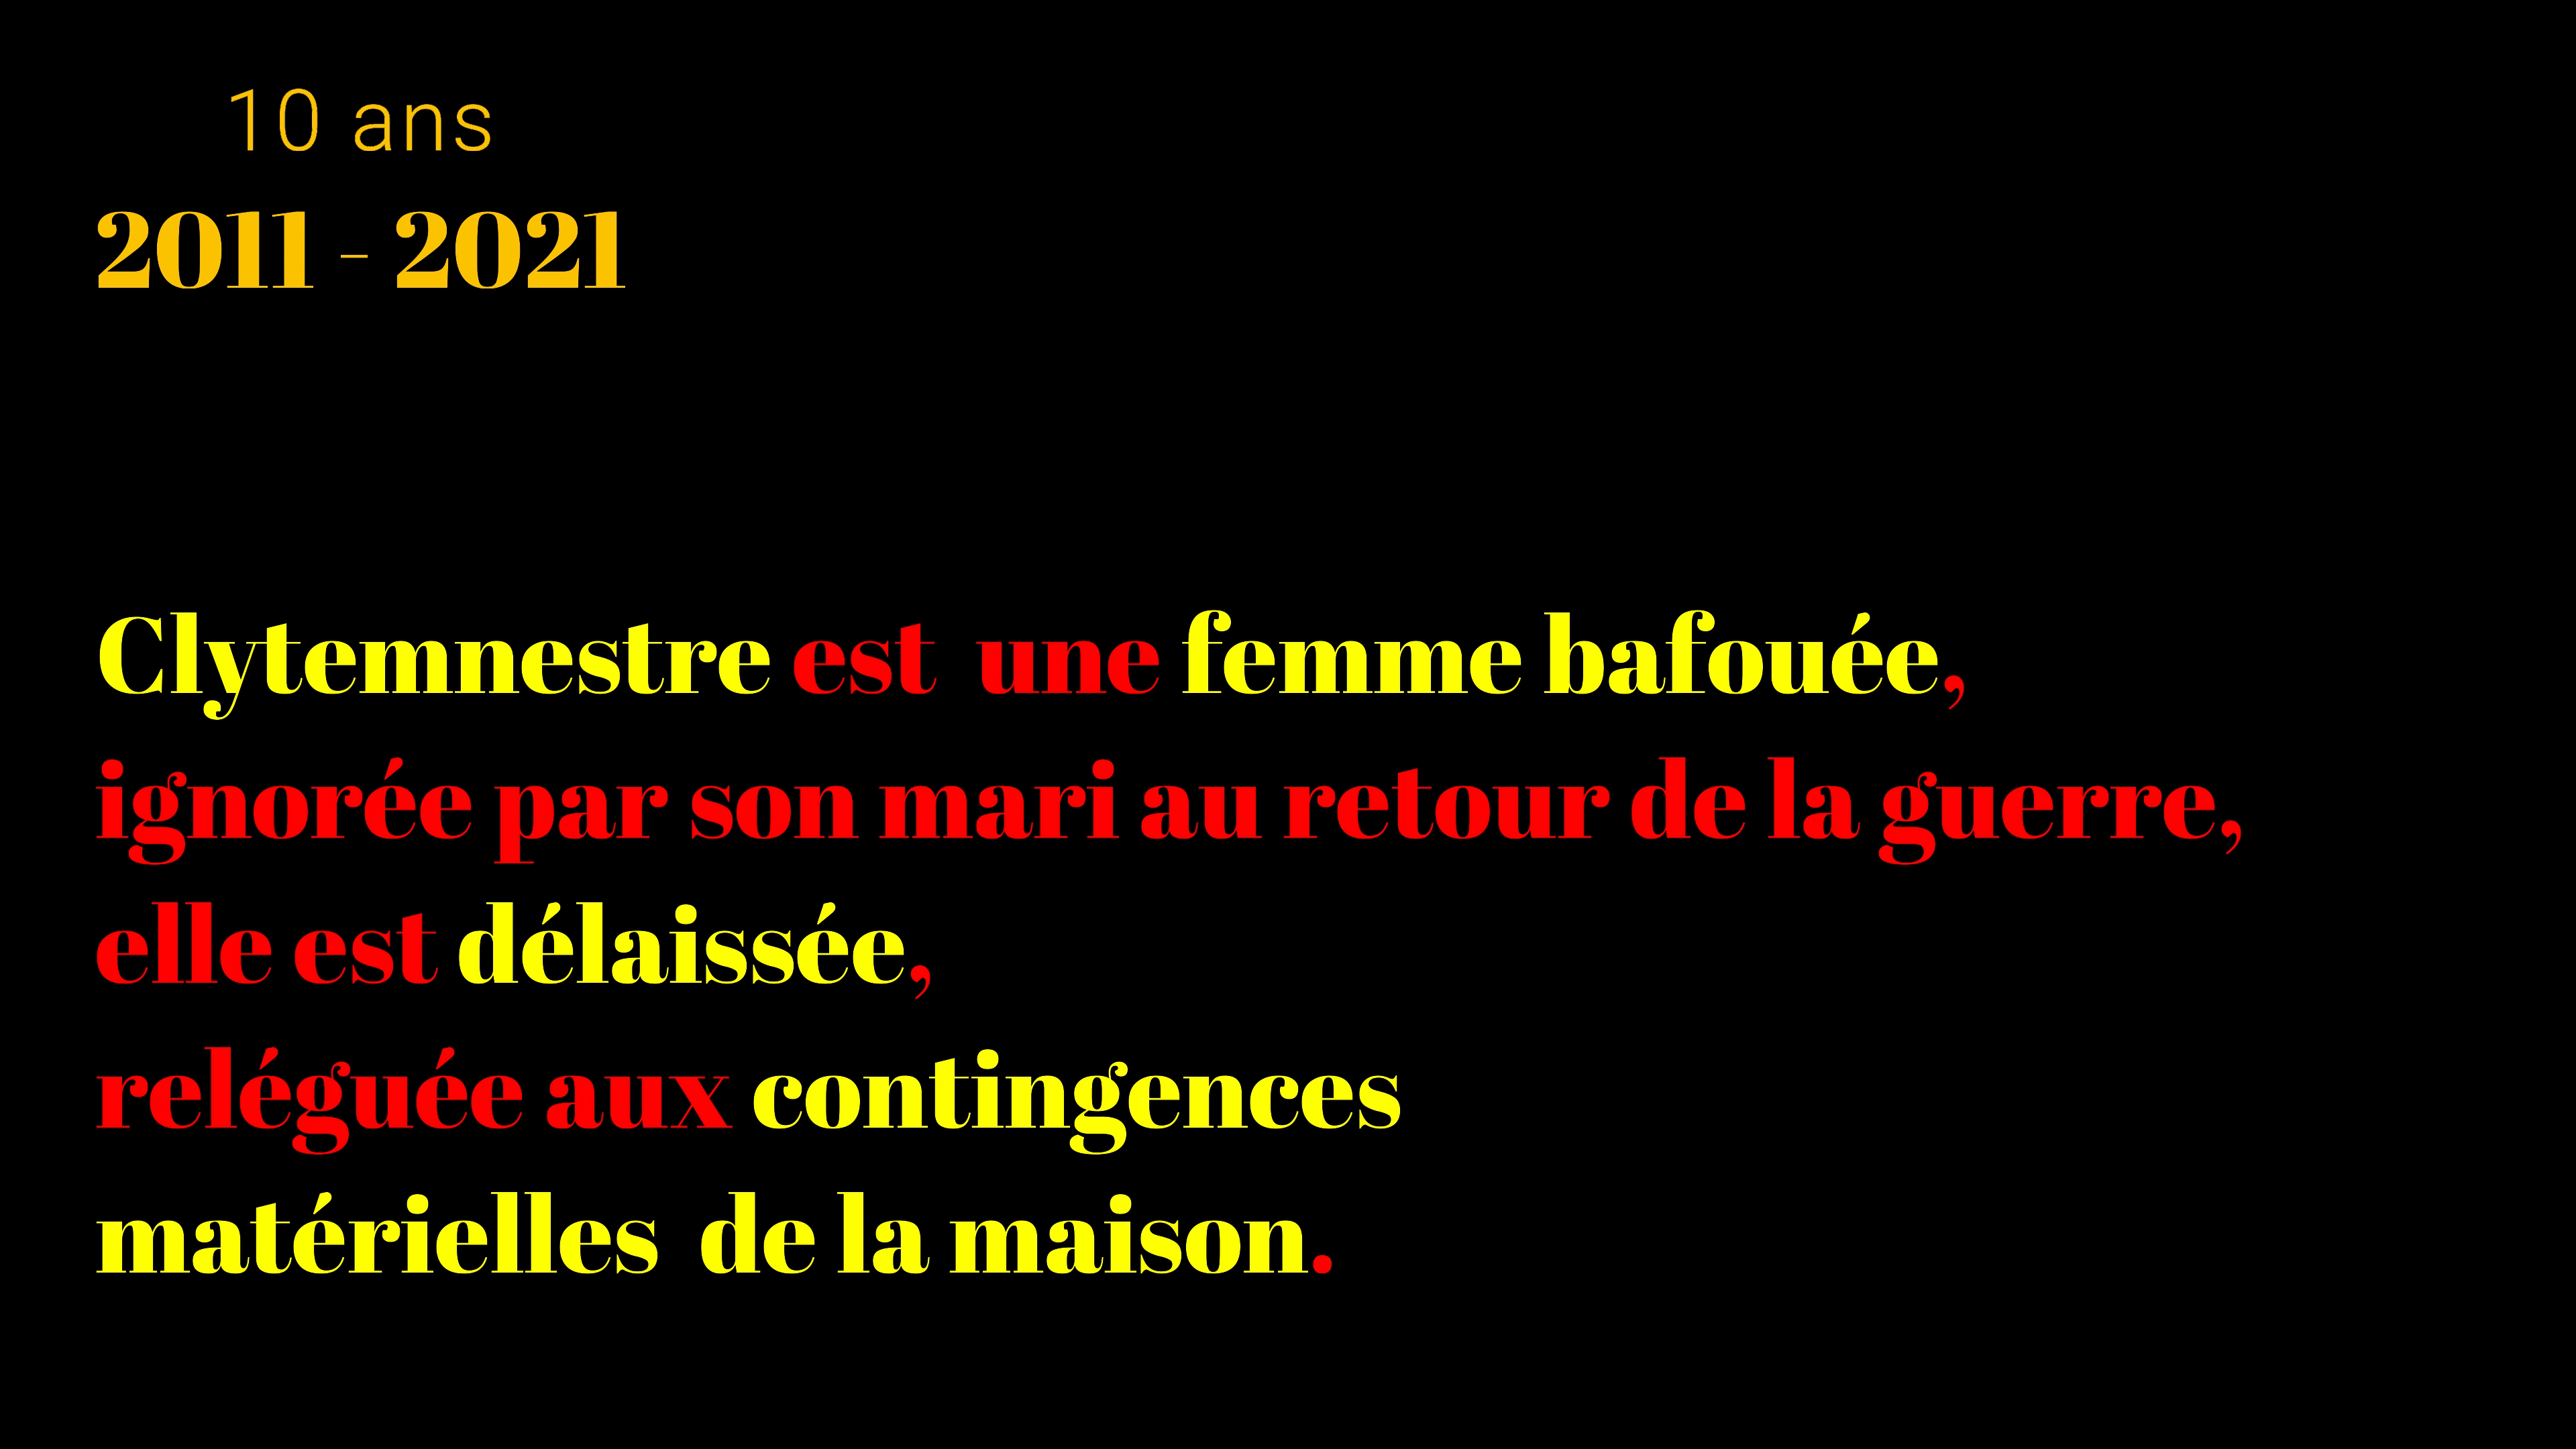 10 ans
2011 - 2021
Clytemnestre est  une femme bafouée,
ignorée par son mari au retour de la guerre,
elle est délaissée,
reléguée aux contingences
matérielles  de la maison.